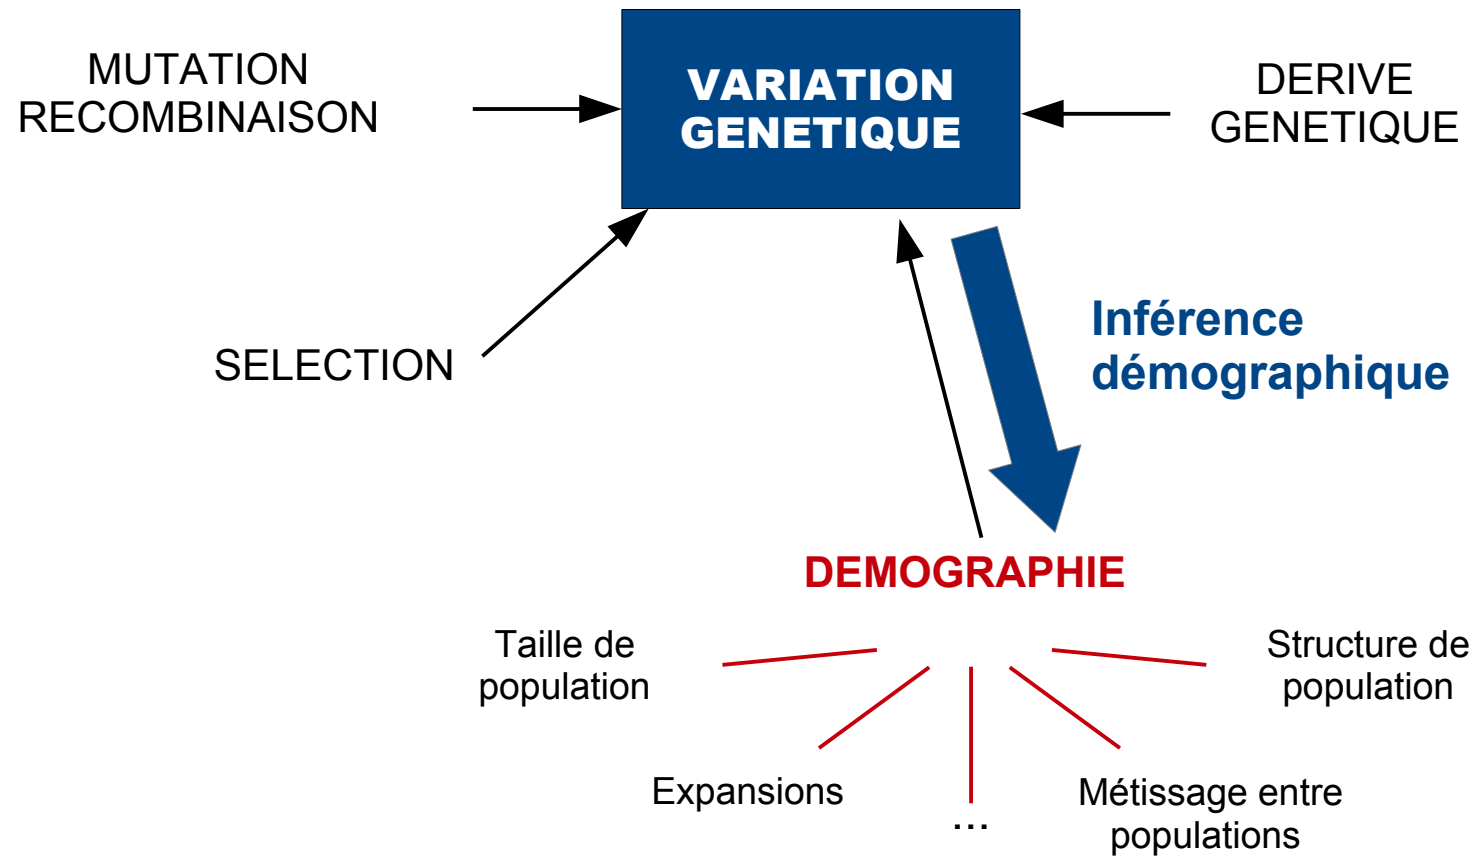 MUTATION
RECOMBINAISON
VARIATION
GENETIQUE
DERIVE
GENETIQUE
SELECTION
Inférence
démographique
DEMOGRAPHIE
Taille de
population
Expansions
...
Métissage entre
populations
Structure de
population